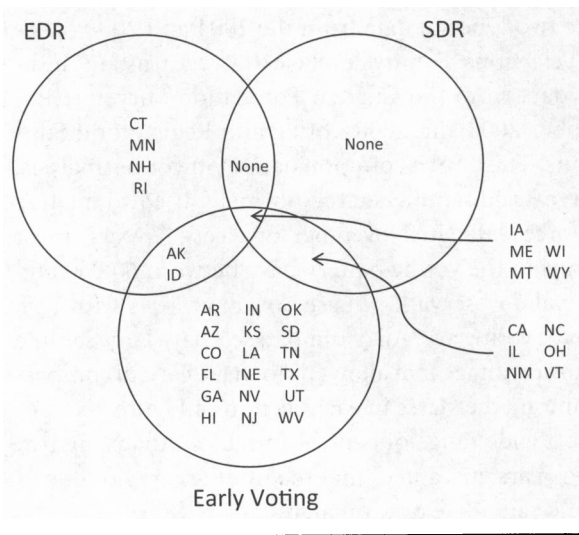 EDR
SDR
CT
MN
NH
RI
None
None
AK
ID
IA
ME WI
MT WY
AR IN OK
AZ KS SD
CO LA TN
FL NE TX
GA NV UT
HI NJ WV
CA NC
IL OH
NM VT
Early Voting